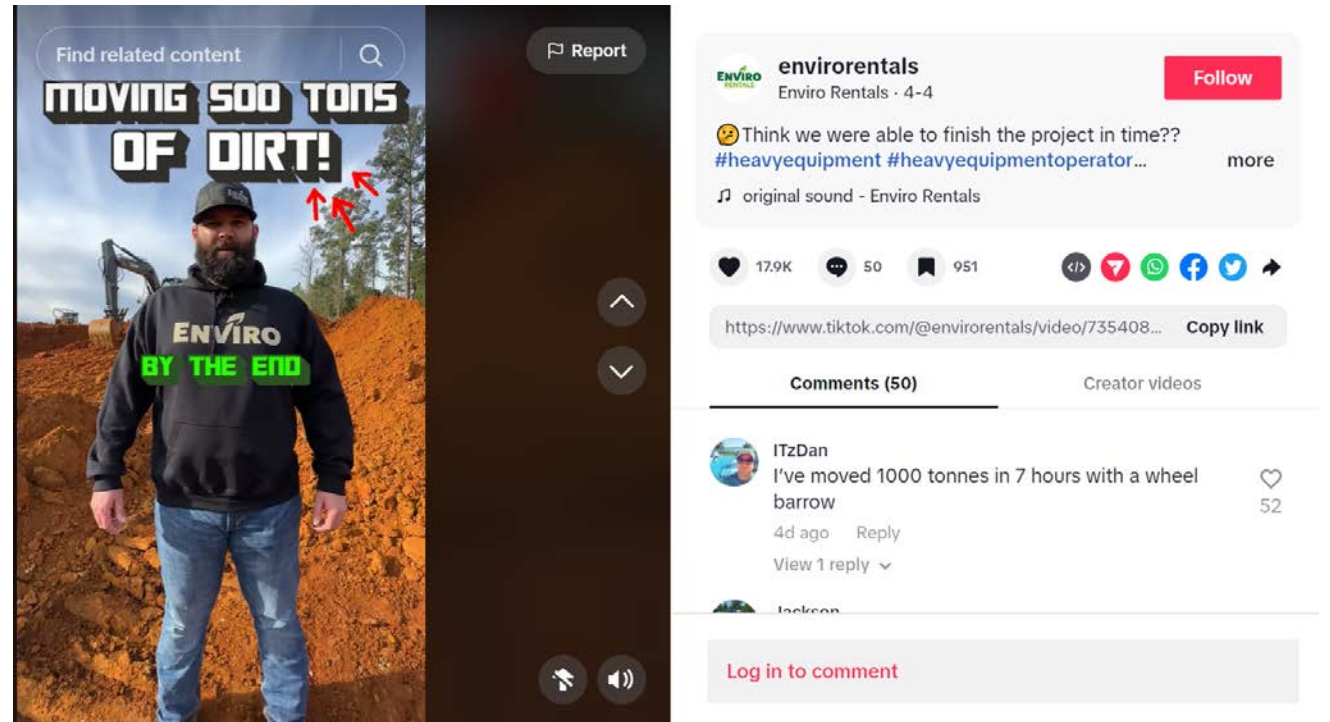 Find related content
Report
MOVING 500 TONS
OF DIRT!
ENVIRO
BY THE END
ENVIRO
RENTALS
envirorentals
Enviro Rentals · 4-4
Follow
🤔Think we were able to finish the project in time??
#heavyequipment #heavyequipmentoperator...
more
original sound - Enviro Rentals
17.9K
50
951
https://www.tiktok.com/@envirorentals/video/735408...
Copy link
Comments (50)
Creator videos
ITzDan
I've moved 1000 tonnes in 7 hours with a wheel
barrow
52
4d ago Reply
View 1 reply
Jackson
Log in to comment